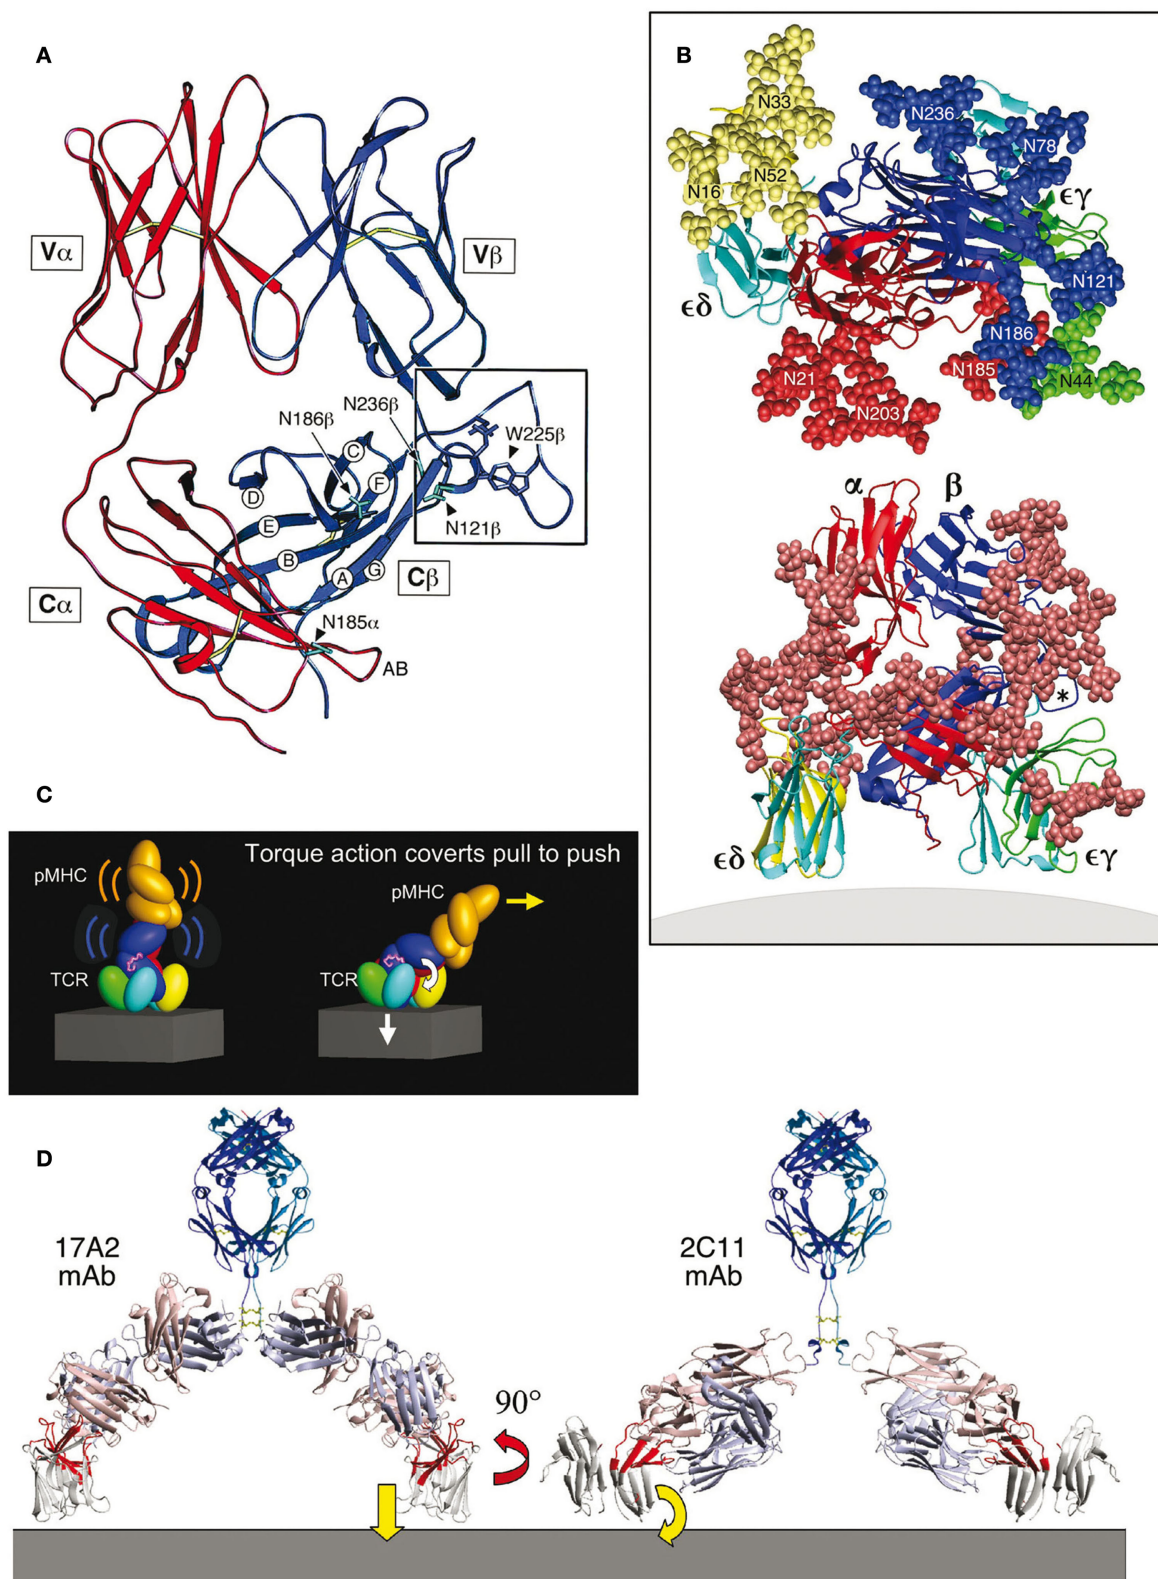 A
Vα
Vβ
N236β
N186β
W225β
C
F
D
N121β
E
B
A
G
Cβ
Cα
N185α
AB
B
N33
N236
N78
N52
N16
ϵγ
N121
ϵδ
N186
N185
N44
N21
N203
α
β
*
ϵδ
ϵγ
C
Torque action coverts pull to push
pMHC
pMHC
TCR
TCR
D
17A2
mAb
2C11
mAb
90°